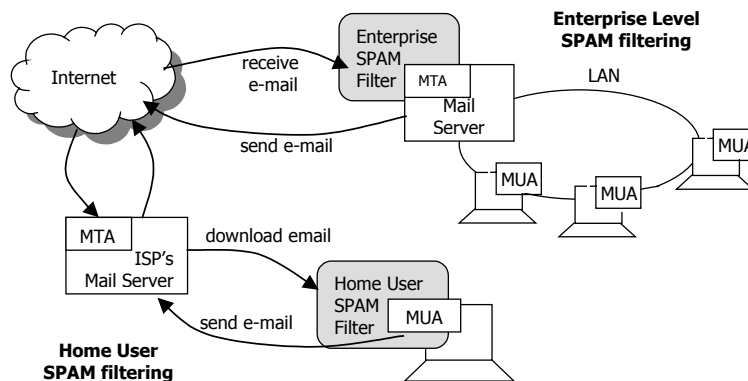 Enterprise Level
SPAM filtering
Enterprise
SPAM
Filter
Internet
receive
e-mail
MTA
Mail
Server
LAN
send e-mail
MUA
MUA
MUA
MTA
ISP's
Mail Server
download email
Home User
SPAM
Filter
MUA
send e-mail
Home User
SPAM filtering